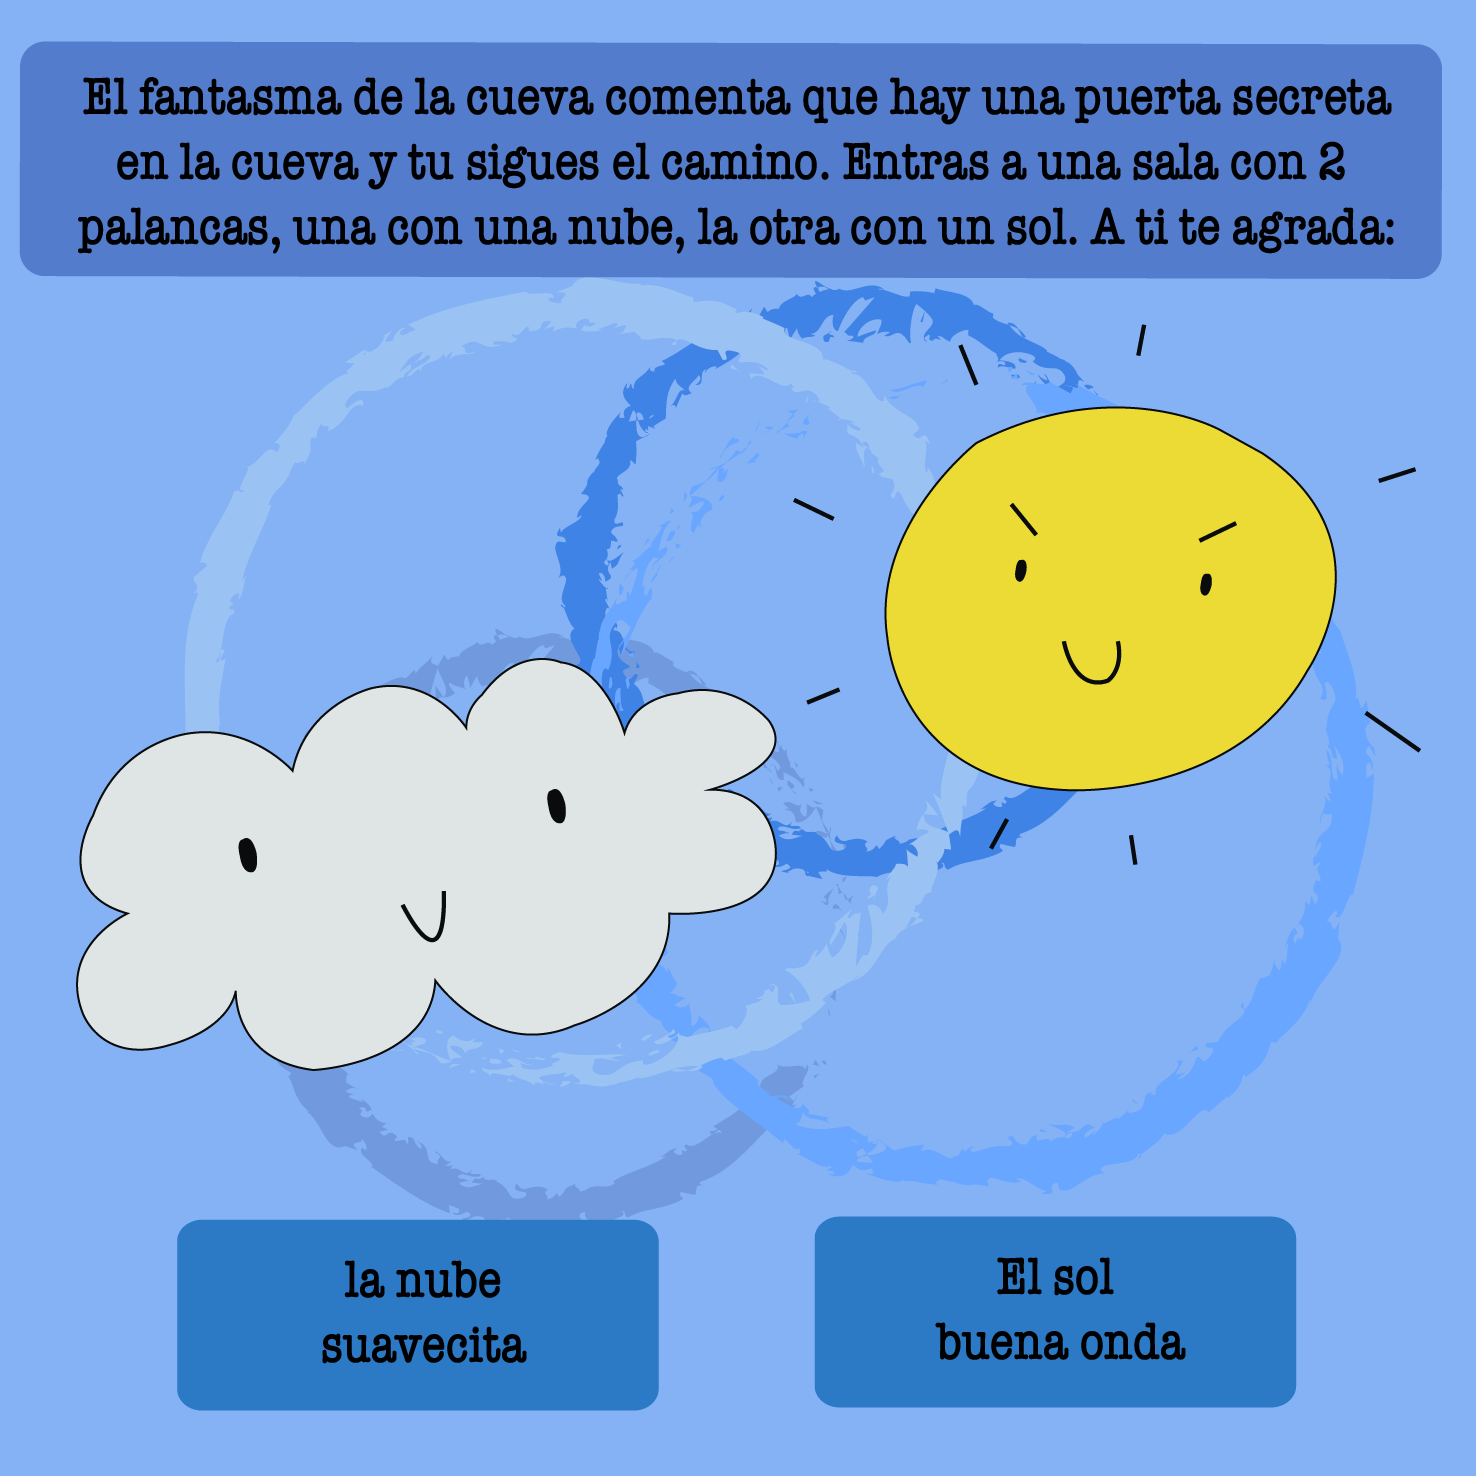 El fantasma de la cueva comenta que hay una puerta secreta
en la cueva y tu sigues el camino. Entras a una sala con 2
palancas, una con una nube, la otra con un sol. A ti te agrada:
la nube
suavecita
El sol
buena onda